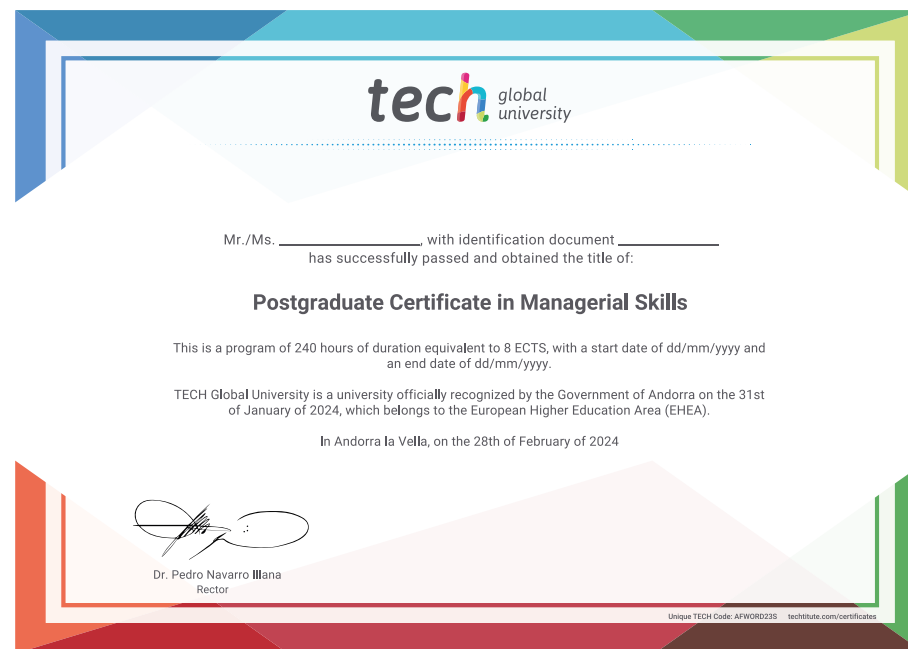 tech global
university
Mr./Ms. ____________________, with identification document ______________
has successfully passed and obtained the title of:
Postgraduate Certificate in Managerial Skills
This is a program of 240 hours of duration equivalent to 8 ECTS, with a start date of dd/mm/yyyy and
an end date of dd/mm/yyyy.
TECH Global University is a university officially recognized by the Government of Andorra on the 31st
of January of 2024, which belongs to the European Higher Education Area (EHEA).
In Andorra la Vella, on the 28th of February of 2024
Dr. Pedro Navarro Illana
Rector
Unique TECH Code: AFWORD23S techtitute.com/certificates